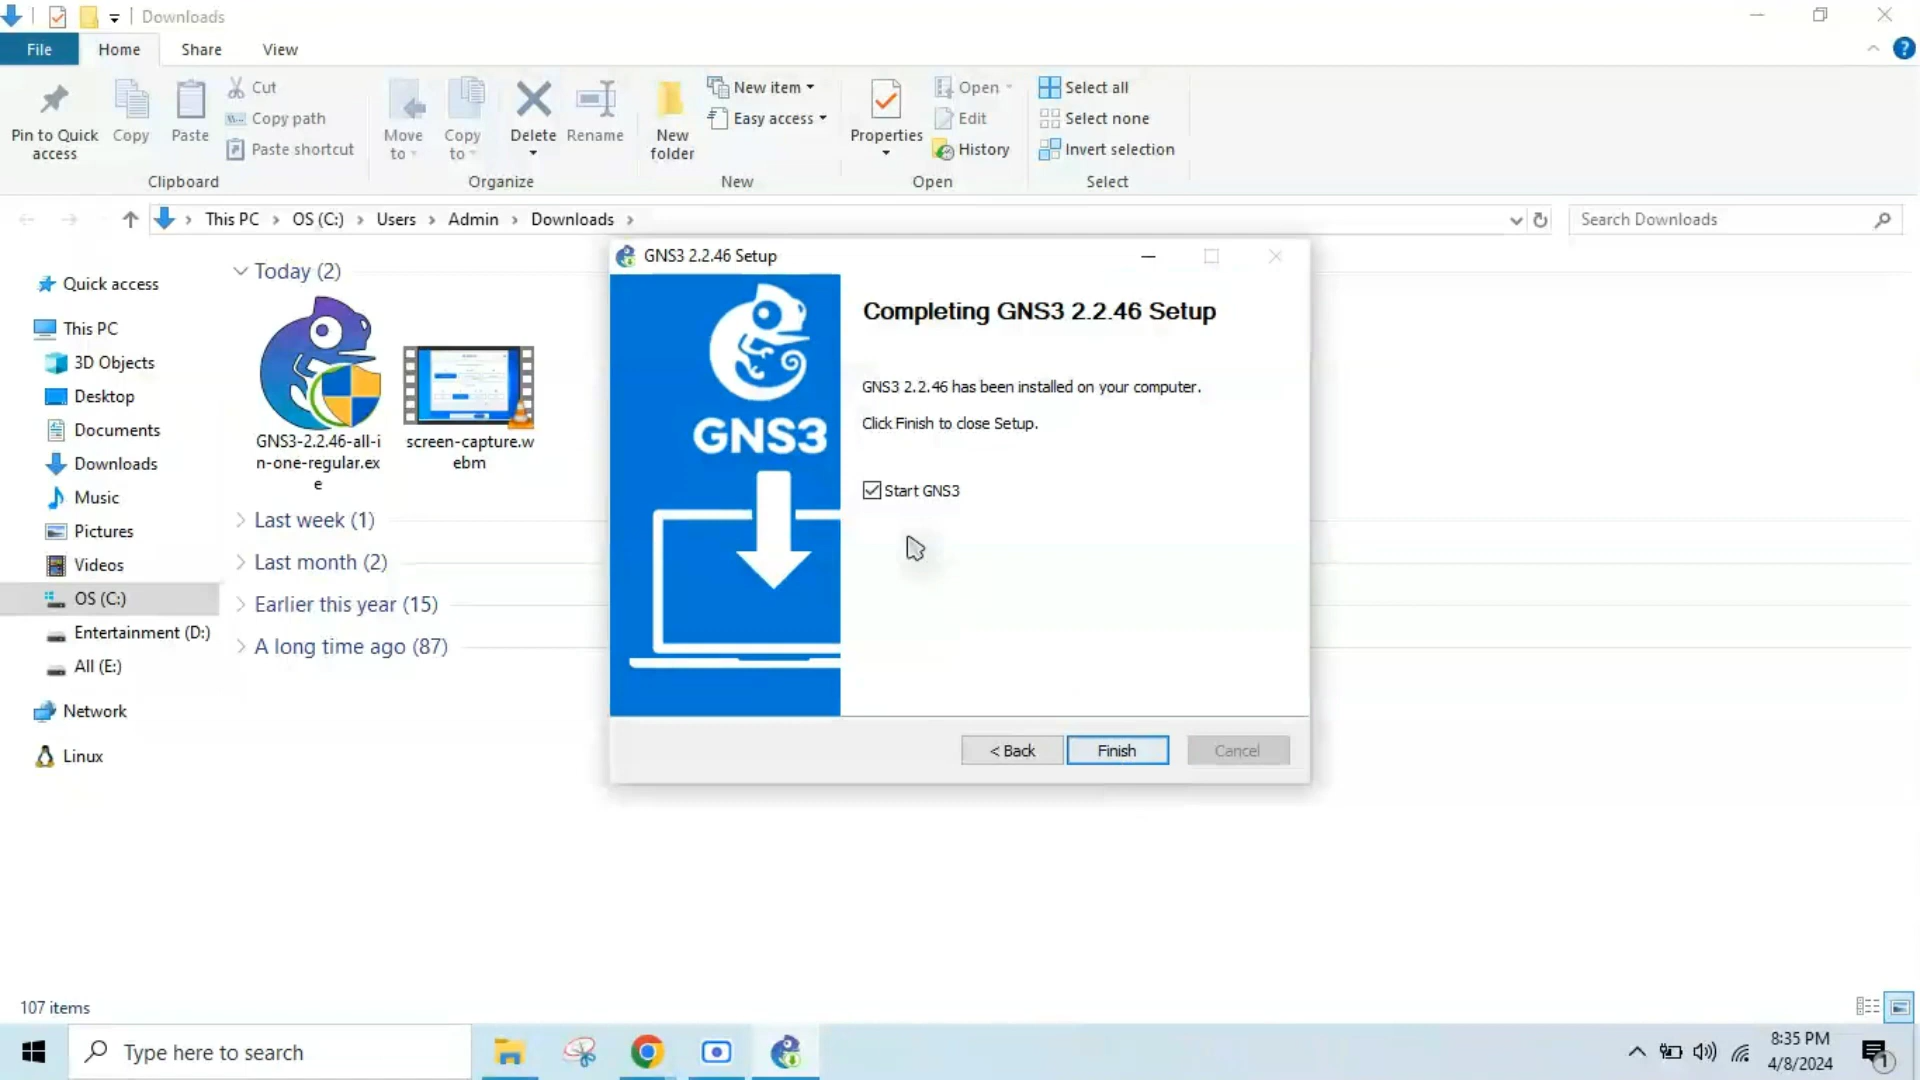 Downloads
File
Home
Share
View
Pin to Quick
access
Copy
Paste
Cut
Copy path
Paste shortcut
Clipboard
Move
to
Copy
to
Delete
Rename
Organize
New
folder
New item
Easy access
New
Properties
Open
Edit
History
Open
Select all
Select none
Invert selection
Select
This PC > OS (C:) > Users > Admin > Downloads >
Search Downloads
Quick access
This PC
3D Objects
Desktop
Documents
Downloads
Music
Pictures
Videos
OS (C:)
Entertainment (D:)
All (E:)
Network
Linux
Today (2)
GNS3-2.2.46-all-i
n-one-regular.ex
e
screen-capture.w
ebm
Last week (1)
Last month (2)
Earlier this year (15)
A long time ago (87)
GNS3 2.2.46 Setup
GNS3
Completing GNS3 2.2.46 Setup
GNS3 2.2.46 has been installed on your computer.
Click Finish to close Setup.
Start GNS3
< Back
Finish
Cancel
107 items
Type here to search
8:35 PM
4/8/2024
1